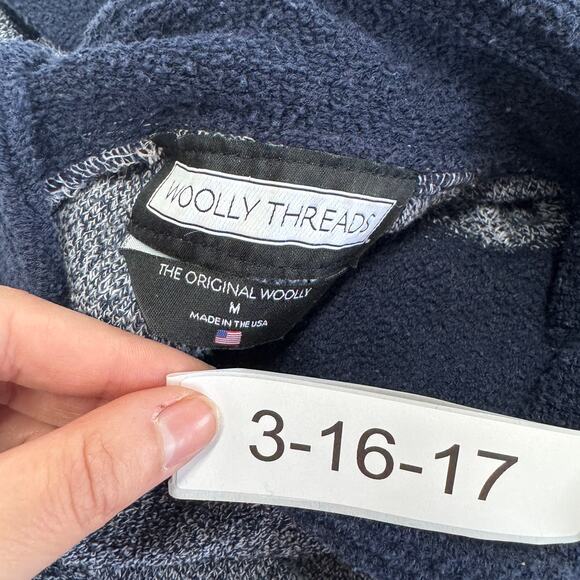 WOOLLY THREADS
THE ORIGINAL WOOLLY
M
MADE IN THE USA
3-16-17